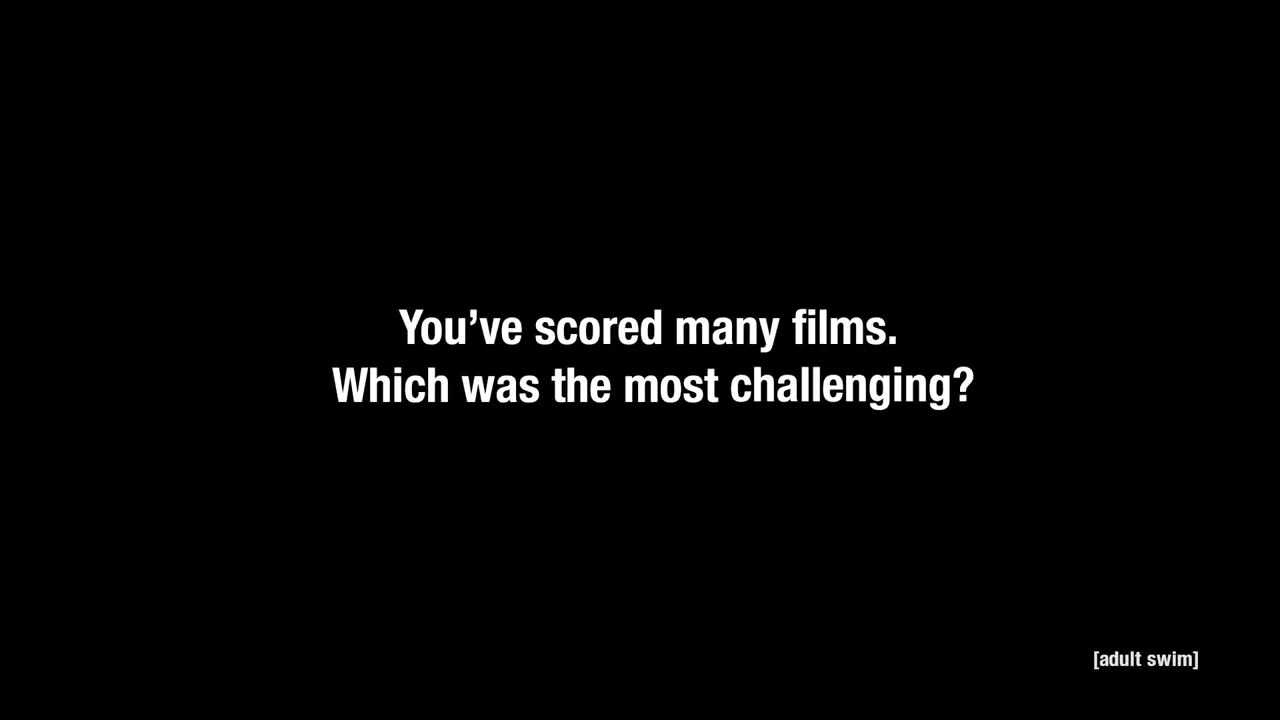 You’ve scored many films.
Which was the most challenging?
[adult swim]